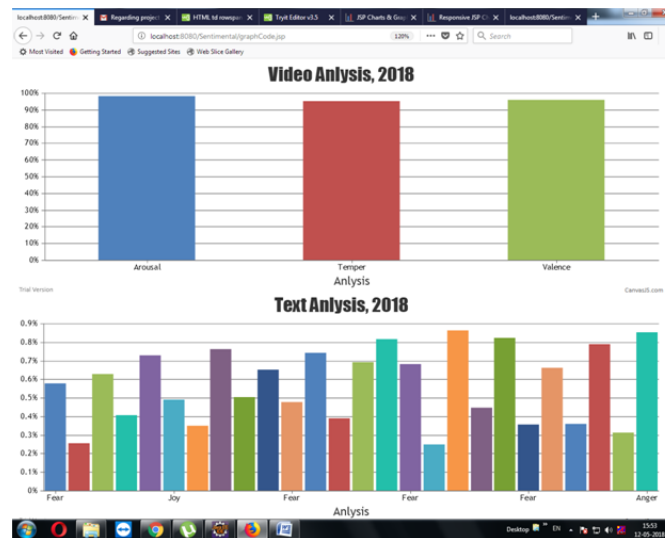 localhost:8080/Sentim X
Regarding project X
HTML td rowspan X
Tryit Editor v3.5 X
JSP Charts & Grap X
Responsive JSP Ch X
localhost:8080/Sentim X
localhost:8080/Sentimental/graphCode.jsp 120% Search
Most Visited Getting Started Suggested Sites Web Slice Gallery
Video Anlysis, 2018
100%
90%
80%
70%
60%
50%
40%
30%
20%
10%
0%
Arousal Temper Valence
Anlysis
Trial Version CanvasJS.com
Text Anlysis, 2018
0.9%
0.8%
0.7%
0.6%
0.5%
0.4%
0.3%
0.2%
0.1%
0%
Fear Joy Fear Fear Fear Anger
Anlysis
Desktop EN 15:53
12-05-2018